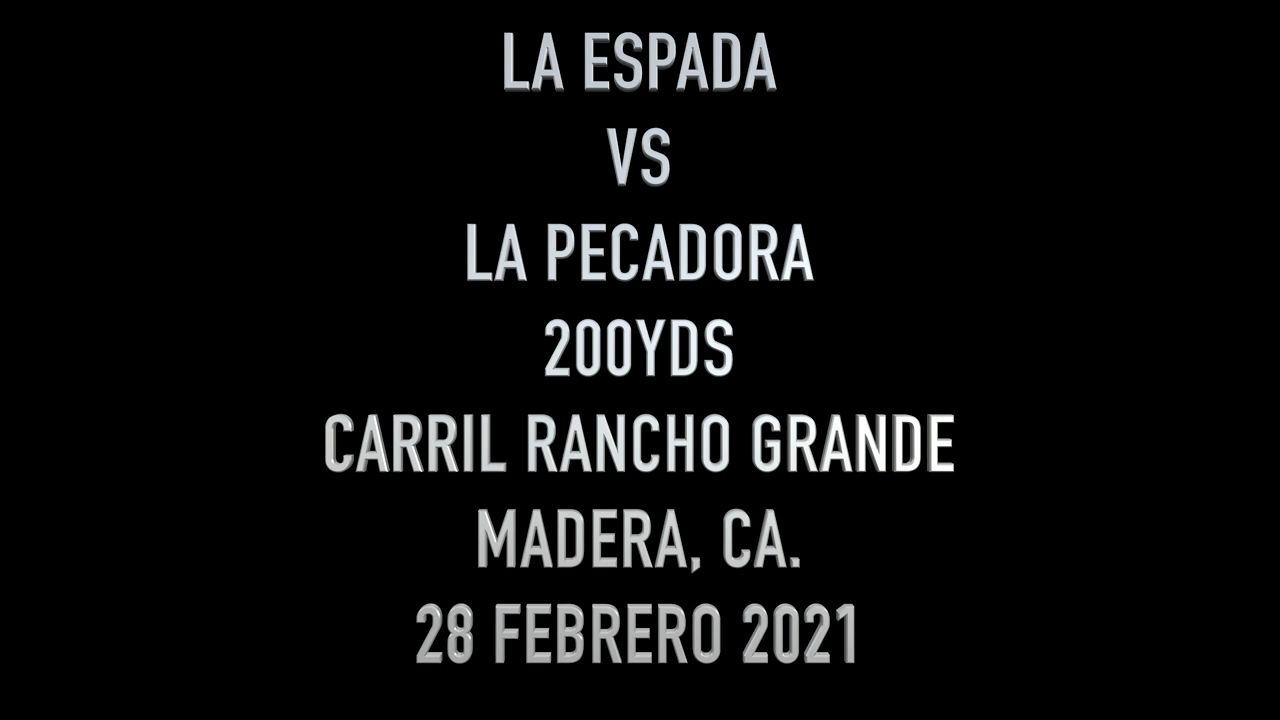 LA ESPADA
VS
LA PECADORA
200YDS
CARRIL RANCHO GRANDE
MADERA, CA.
28 FEBRERO 2021